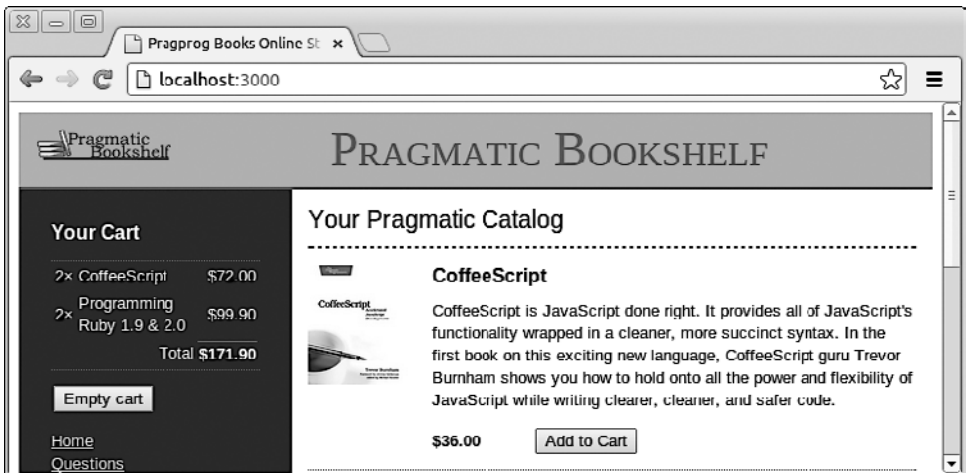 Pragprog Books Online St
localhost:3000
Pragmatic
Bookshelf
PRAGMATIC BOOKSHELF
Your Cart
2× CoffeeScript $72.00
2× Programming
Ruby 1.9 & 2.0 $99.90
Total $171.90
Empty cart
Home
Questions
Your Pragmatic Catalog
CoffeeScript
CoffeeScript
Trevor Burnham
CoffeeScript is JavaScript done right. It provides all of JavaScript's
functionality wrapped in a cleaner, more succinct syntax. In the
first book on this exciting new language, CoffeeScript guru Trevor
Burnham shows you how to hold onto all the power and flexibility of
JavaScript while writing clearer, cleaner, and safer code.
$36.00 Add to Cart